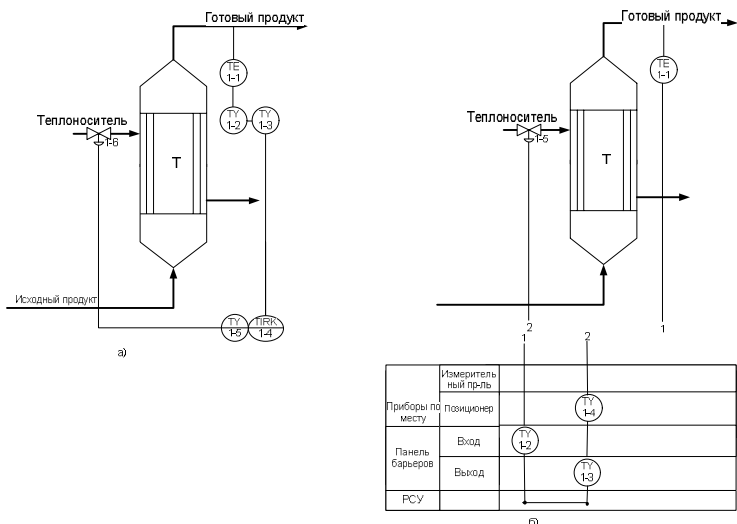 Готовый продукт
TE
1-1
TY
1-2
TY
1-3
Теплоноситель
1-6
Т
Исходный продукт
TY
1-5
TIRK
1-4
а)
Готовый продукт
TE
1-1
Теплоноситель
1-5
Т
2
1
2
1
Измеритель
ный пр-ль
Приборы по
месту
Позиционер
TY
1-4
Панель
барьеров
Вход
TY
1-2
Выход
TY
1-3
РСУ
б)